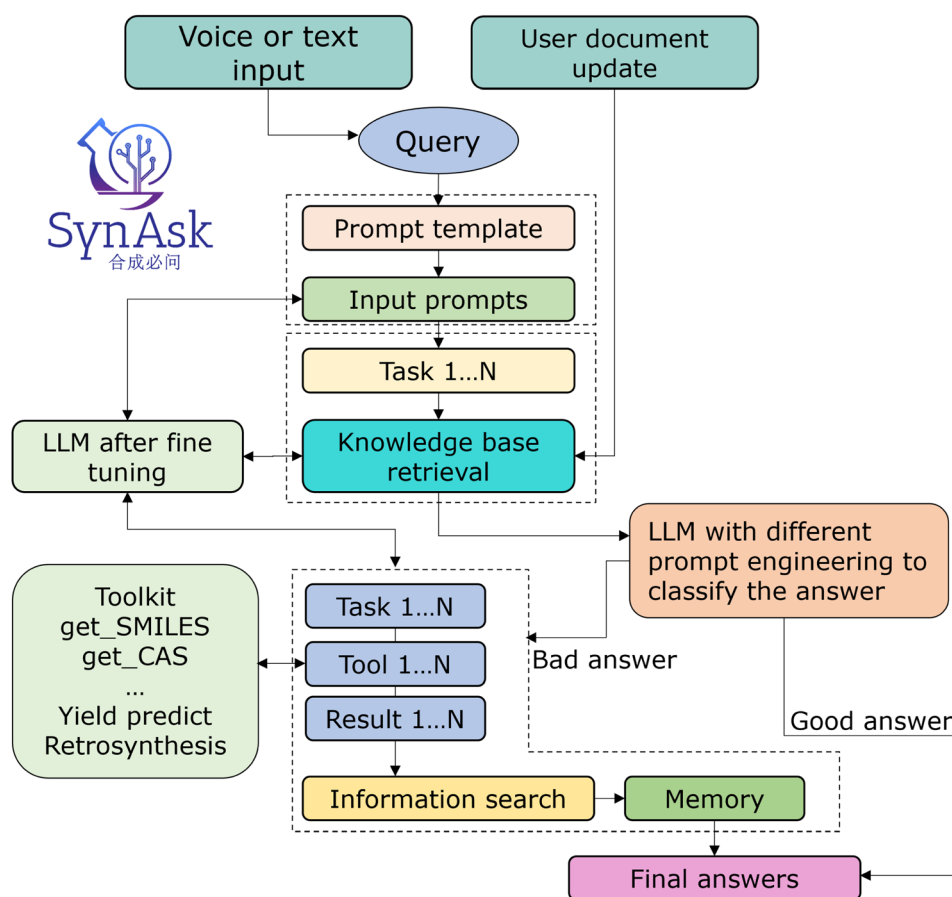 Voice or text
input
User document
update
Query
SynAsk
合成必问
Prompt template
Input prompts
Task 1...N
LLM after fine
tuning
Knowledge base
retrieval
LLM with different
prompt engineering to
classify the answer
Toolkit
get_SMILES
get_CAS
...
Yield predict
Retrosynthesis
Task 1...N
Tool 1...N
Result 1...N
Bad answer
Good answer
Information search
Memory
Final answers